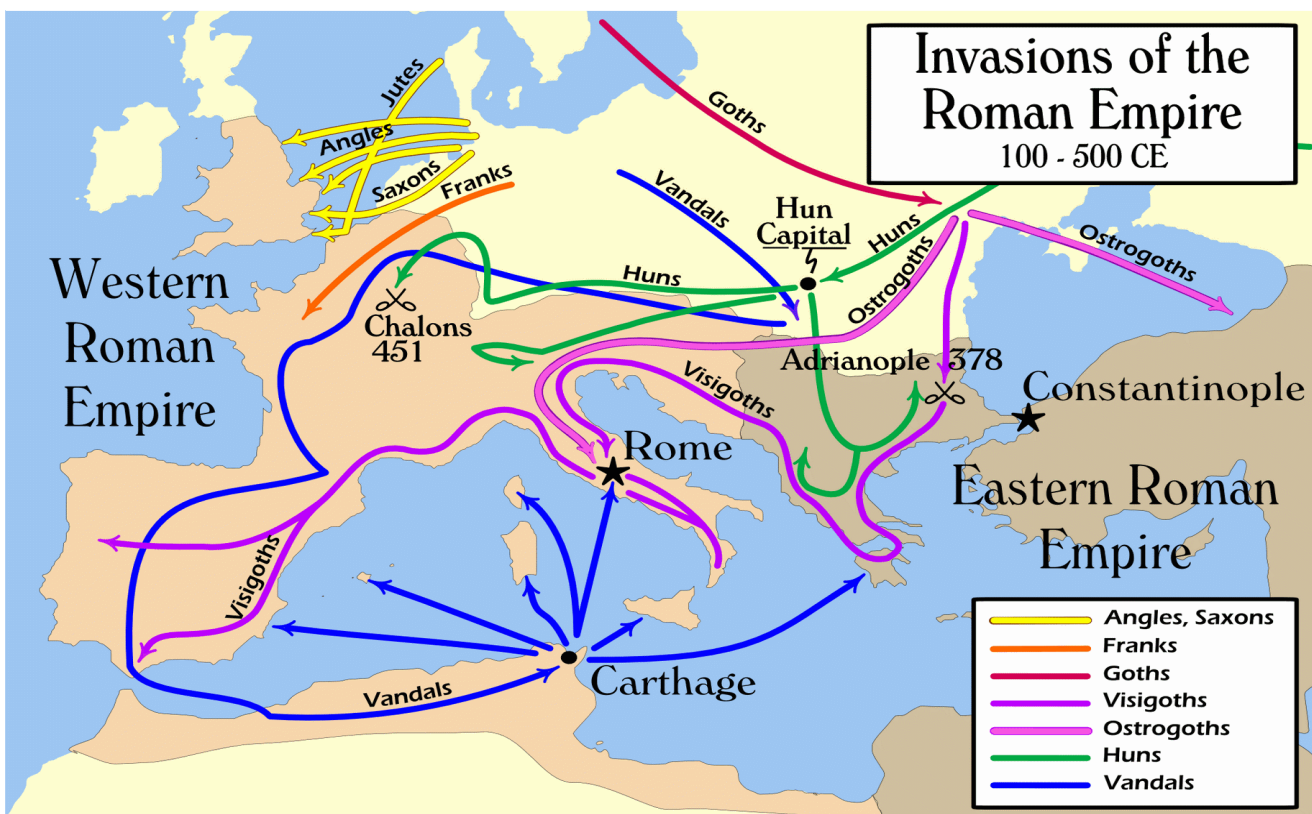 Invasions of the
Roman Empire
100 - 500 CE
Jutes
Angles
Saxons
Franks
Goths
Vandals
Hun
Capital
Huns
Ostrogoths
Ostrogoths
Huns
Western
Roman
Empire
Chalons
451
Adrianople 378
Visigoths
Constantinople
Rome
Eastern Roman
Empire
Visigoths
Carthage
Vandals
Angles, Saxons
Franks
Goths
Visigoths
Ostrogoths
Huns
Vandals